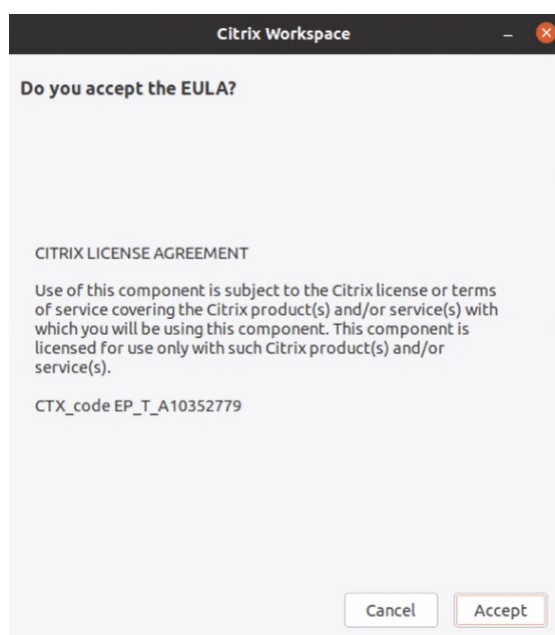 Citrix Workspace
Do you accept the EULA?
CITRIX LICENSE AGREEMENT
Use of this component is subject to the Citrix license or terms
of service covering the Citrix product(s) and/or service(s) with
which you will be using this component. This component is
licensed for use only with such Citrix product(s) and/or
service(s).
CTX_code EP_T_A10352779
Cancel
Accept